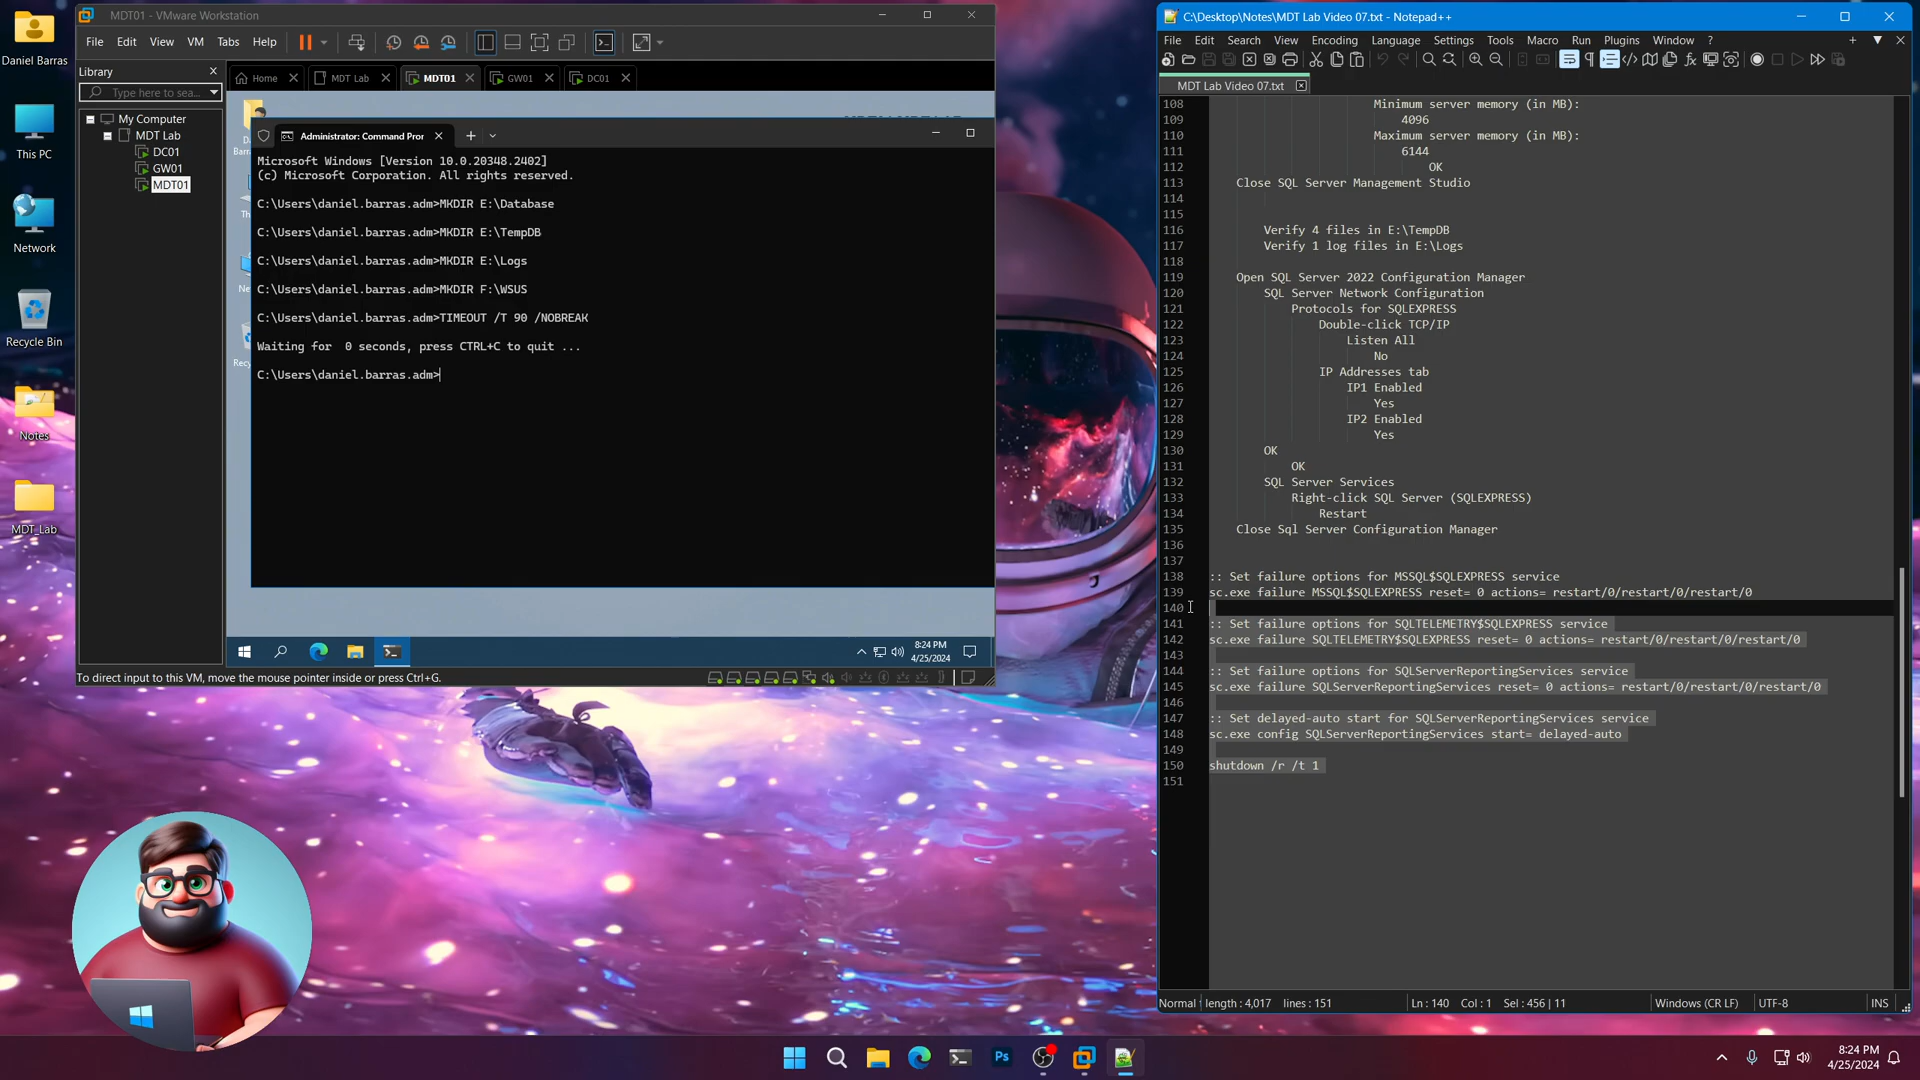 Daniel Barras
This PC
Network
Recycle Bin
Notes
MDT_Lab
MDT01 - VMware Workstation
File Edit View VM Tabs Help
Library
Type here to sea...
My Computer
MDT Lab
DC01
GW01
MDT01
Home MDT Lab MDT01 GW01 DC01
Administrator: Command Pror
Microsoft Windows [Version 10.0.20348.2402]
(c) Microsoft Corporation. All rights reserved.
C:\Users\daniel.barras.adm>MKDIR E:\Database
C:\Users\daniel.barras.adm>MKDIR E:\TempDB
C:\Users\daniel.barras.adm>MKDIR E:\Logs
C:\Users\daniel.barras.adm>MKDIR F:\WSUS
C:\Users\daniel.barras.adm>TIMEOUT /T 90 /NOBREAK
Waiting for  0 seconds, press CTRL+C to quit ...
C:\Users\daniel.barras.adm>
8:24 PM
4/25/2024
To direct input to this VM, move the mouse pointer inside or press Ctrl+G.
C:\Desktop\Notes\MDT Lab Video 07.txt - Notepad++
File Edit Search View Encoding Language Settings Tools Macro Run Plugins Window ?
MDT Lab Video 07.txt
108 Minimum server memory (in MB):
109 4096
110 Maximum server memory (in MB):
111 6144
112 OK
113 Close SQL Server Management Studio
114
115
116 Verify 4 files in E:\TempDB
117 Verify 1 log files in E:\Logs
118
119 Open SQL Server 2022 Configuration Manager
120 SQL Server Network Configuration
121 Protocols for SQLEXPRESS
122 Double-click TCP/IP
123 Listen All
124 No
125 IP Addresses tab
126 IP1 Enabled
127 Yes
128 IP2 Enabled
129 Yes
130 OK
131 OK
132 SQL Server Services
133 Right-click SQL Server (SQLEXPRESS)
134 Restart
135 Close Sql Server Configuration Manager
136
137
138 :: Set failure options for MSSQL$SQLEXPRESS service
139 sc.exe failure MSSQL$SQLEXPRESS reset= 0 actions= restart/0/restart/0/restart/0
140
141 :: Set failure options for SQLTELEMETRY$SQLEXPRESS service
142 sc.exe failure SQLTELEMETRY$SQLEXPRESS reset= 0 actions= restart/0/restart/0/restart/0
143
144 :: Set failure options for SQLServerReportingServices service
145 sc.exe failure SQLServerReportingServices reset= 0 actions= restart/0/restart/0/restart/0
146
147 :: Set delayed-auto start for SQLServerReportingServices service
148 sc.exe config SQLServerReportingServices start= delayed-auto
149
150 shutdown /r /t 1
151
Normal length : 4,017 lines : 151 Ln : 140 Col : 1 Sel : 456 | 11 Windows (CR LF) UTF-8 INS
Ps
8:24 PM
4/25/2024